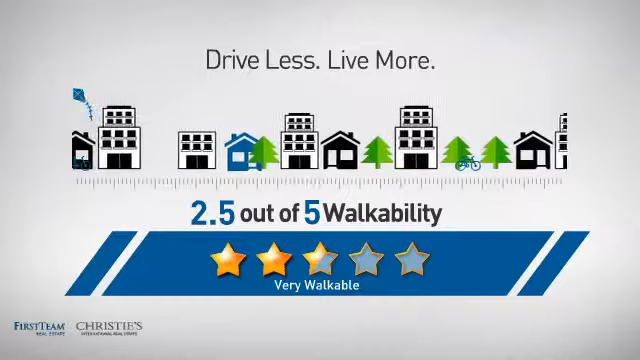 Drive Less. Live More.
2.5 out of 5 Walkability
Very Walkable
FIRSTTEAM CHRISTIE'S
REAL ESTATE INTERNATIONAL REAL ESTATE